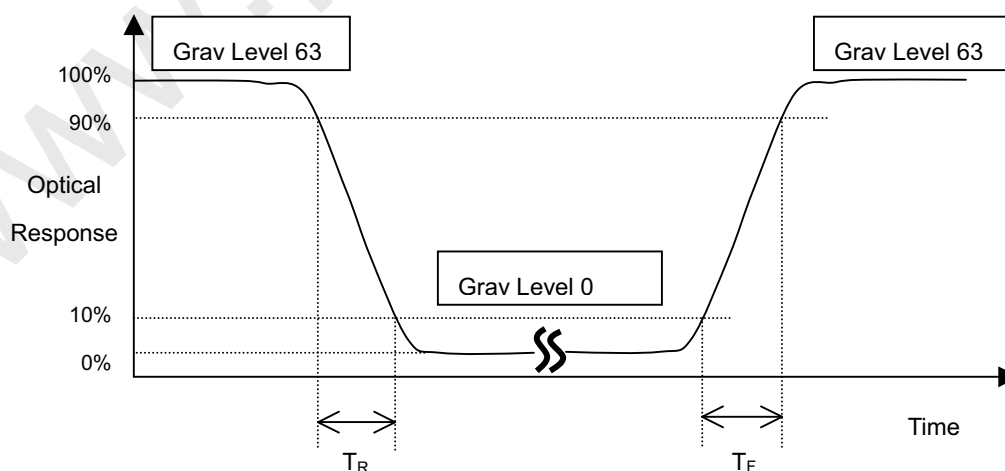 Grav Level 63
Grav Level 63
100%
90%
Optical
Response
Grav Level 0
10%
0%
Time
TR
TF